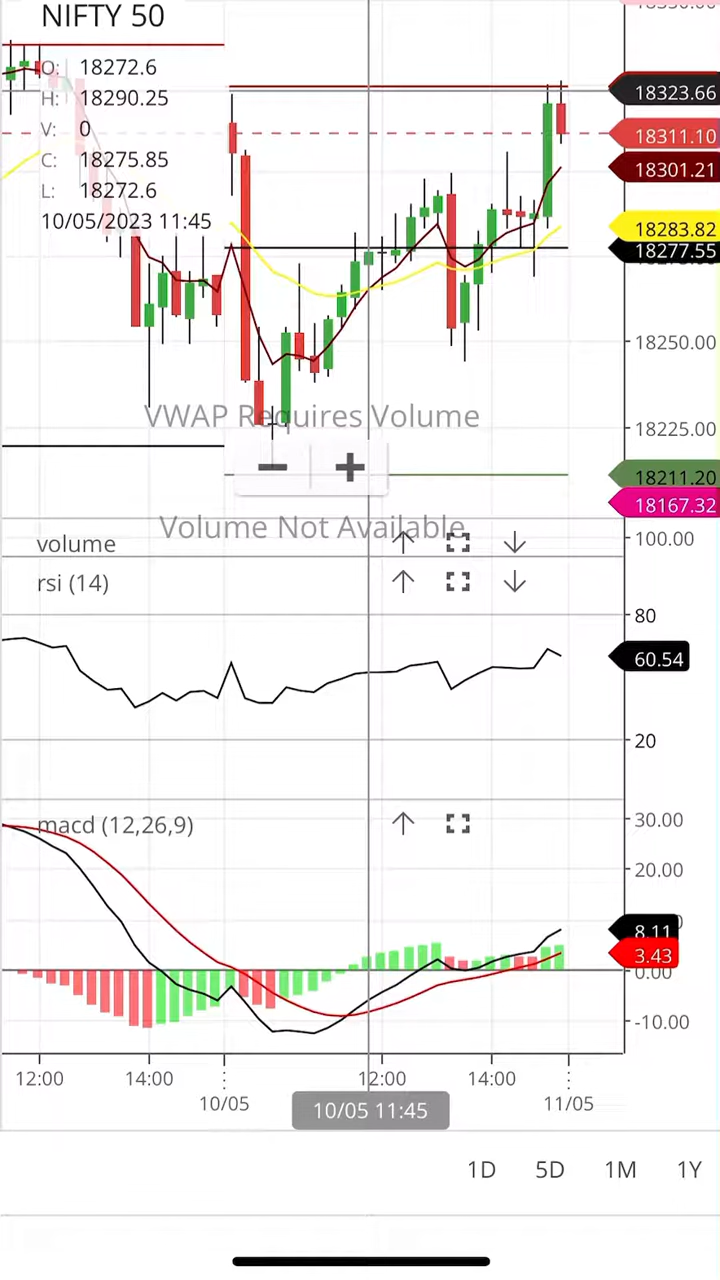 NIFTY 50
O: 18272.6
H: 18290.25
V: 0
C: 18275.85
L: 18272.6
10/05/2023 11:45
18323.66
18311.10
18301.21
18283.82
18277.55
18250.00
18225.00
18211.20
18167.32
VWAP Requires Volume
Volume Not Available
volume
100.00
rsi (14)
80
60.54
20
macd (12,26,9)
30.00
20.00
8.11
3.43
0.00
-10.00
12:00 14:00 12:00 14:00
10/05 11/05
10/05 11:45
1D 5D 1M 1Y